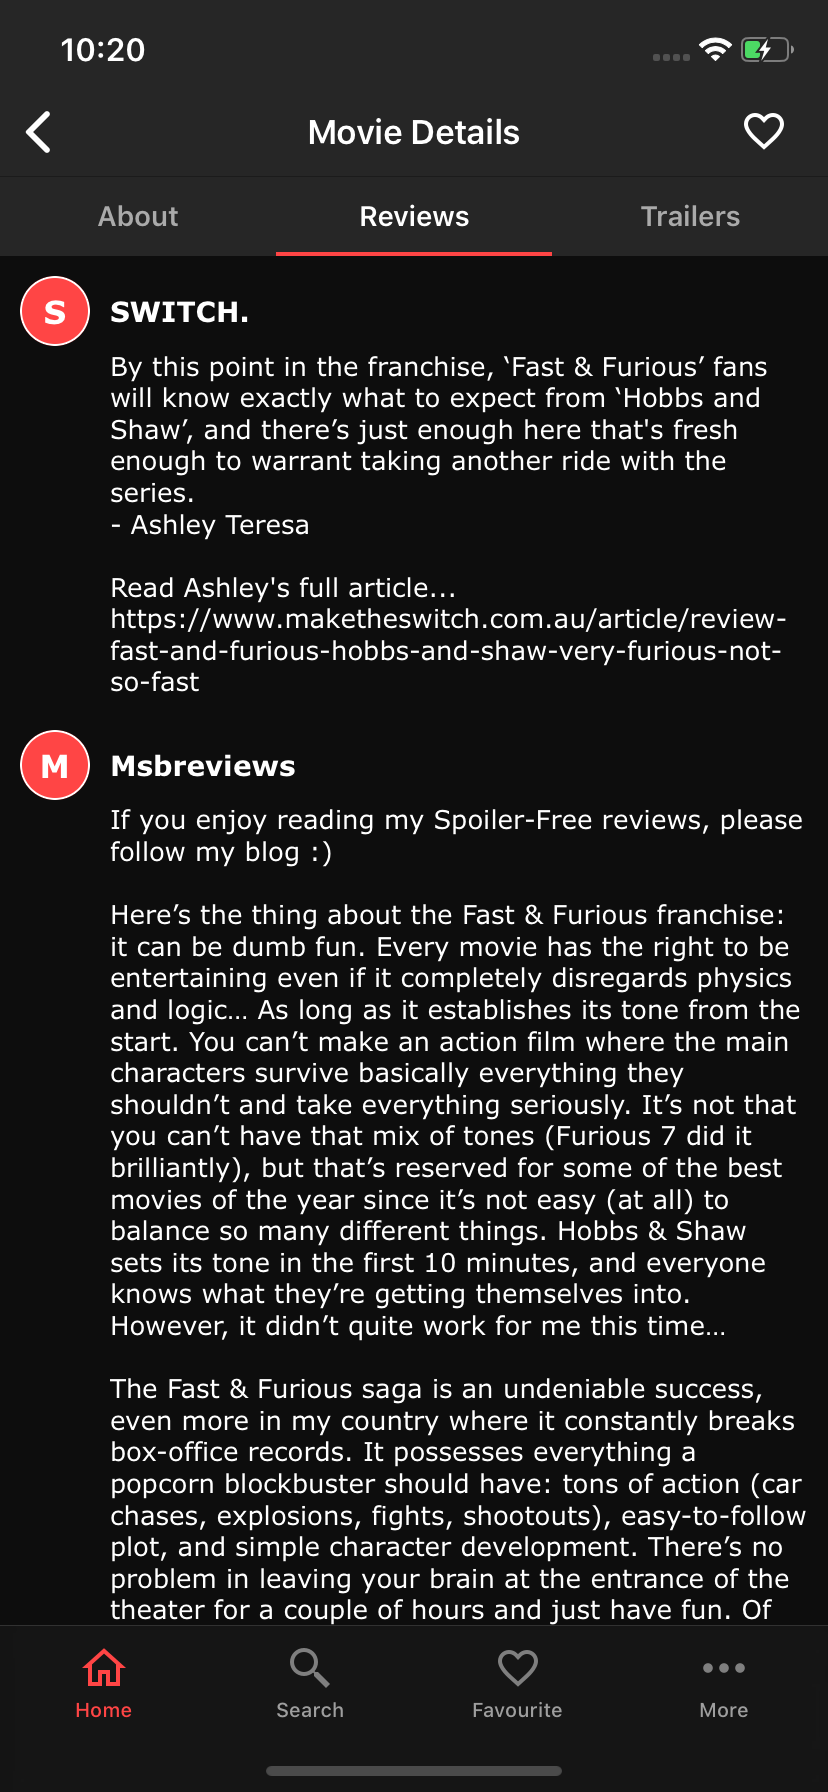 10:20
Movie Details
About
Reviews
Trailers
S
SWITCH.
By this point in the franchise, ‘Fast & Furious’ fans
will know exactly what to expect from ‘Hobbs and
Shaw’, and there’s just enough here that's fresh
enough to warrant taking another ride with the
series.
- Ashley Teresa
Read Ashley's full article...
https://www.maketheswitch.com.au/article/review-
fast-and-furious-hobbs-and-shaw-very-furious-not-
so-fast
M
Msbreviews
If you enjoy reading my Spoiler-Free reviews, please
follow my blog :)
Here’s the thing about the Fast & Furious franchise:
it can be dumb fun. Every movie has the right to be
entertaining even if it completely disregards physics
and logic… As long as it establishes its tone from the
start. You can’t make an action film where the main
characters survive basically everything they
shouldn’t and take everything seriously. It’s not that
you can’t have that mix of tones (Furious 7 did it
brilliantly), but that’s reserved for some of the best
movies of the year since it’s not easy (at all) to
balance so many different things. Hobbs & Shaw
sets its tone in the first 10 minutes, and everyone
knows what they’re getting themselves into.
However, it didn’t quite work for me this time…
The Fast & Furious saga is an undeniable success,
even more in my country where it constantly breaks
box-office records. It possesses everything a
popcorn blockbuster should have: tons of action (car
chases, explosions, fights, shootouts), easy-to-follow
plot, and simple character development. There’s no
problem in leaving your brain at the entrance of the
theater for a couple of hours and just have fun. Of
Home
Search
Favourite
More